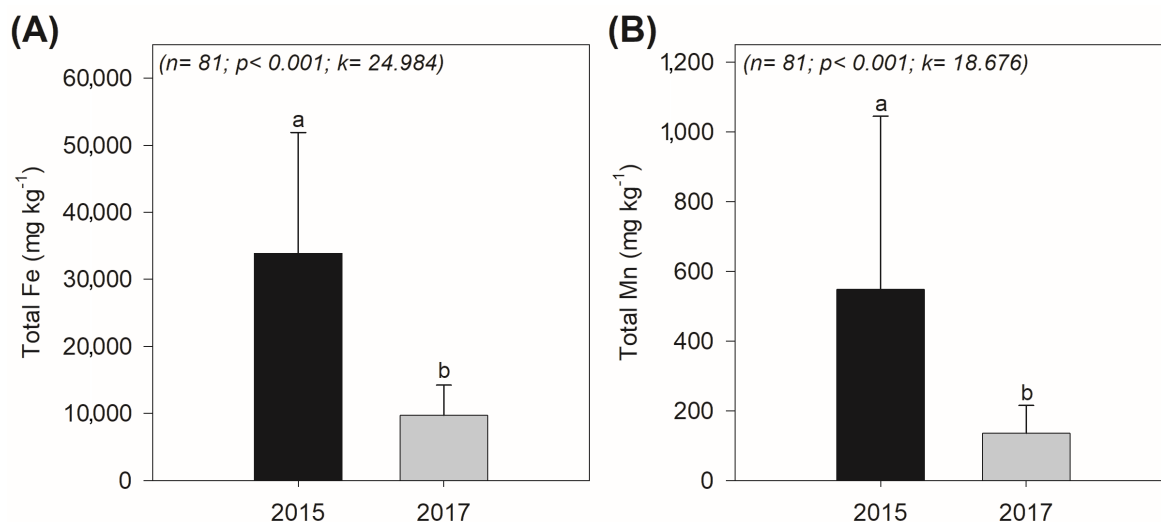 (A)
(n= 81; p< 0.001; k= 24.984)
Total Fe (mg kg⁻¹)
60,000
50,000
40,000
30,000
20,000
10,000
0
a
b
2015
2017
(B)
(n= 81; p< 0.001; k= 18.676)
Total Mn (mg kg⁻¹)
1,200
1,000
800
600
400
200
0
a
b
2015
2017